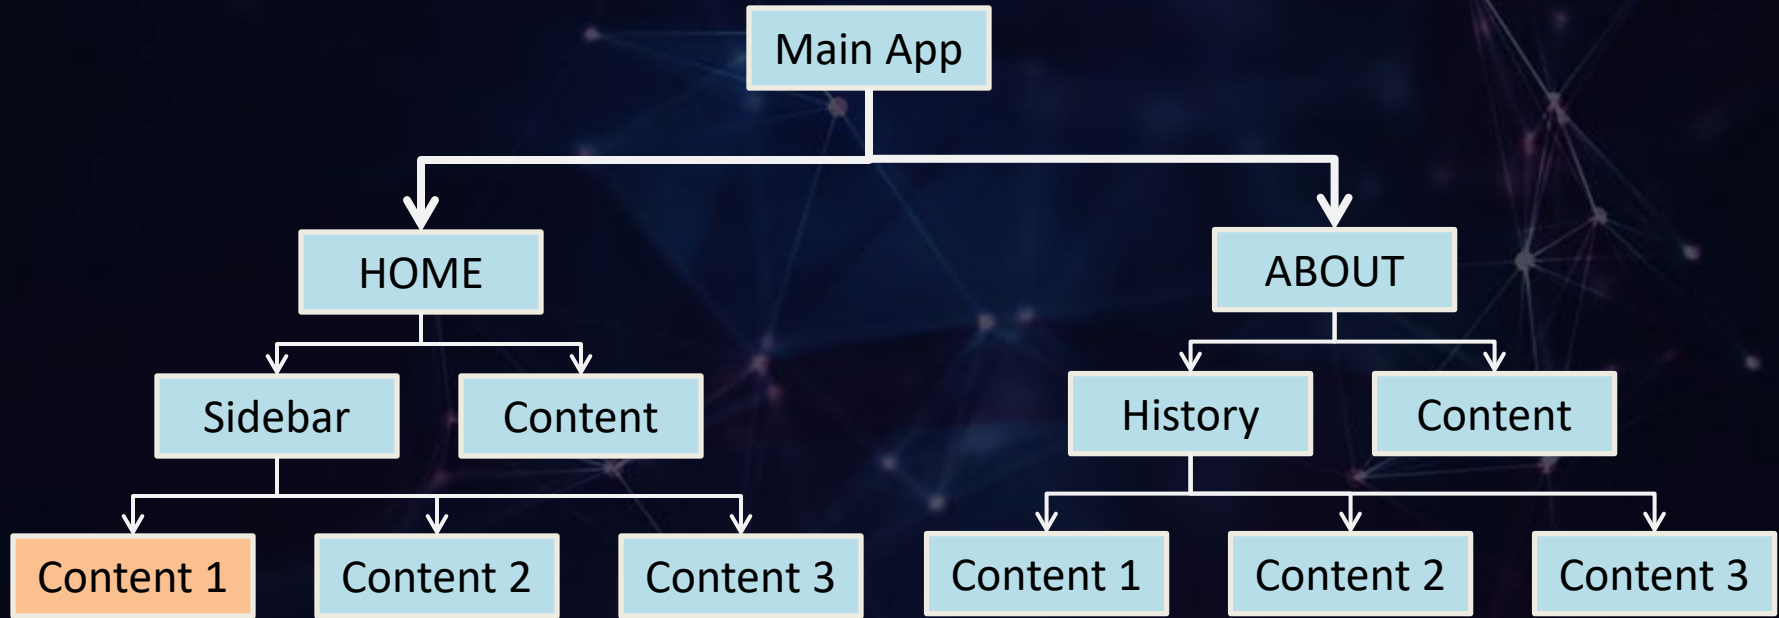 Main App
HOME
ABOUT
Sidebar
Content
History
Content
Content 1
Content 2
Content 3
Content 1
Content 2
Content 3